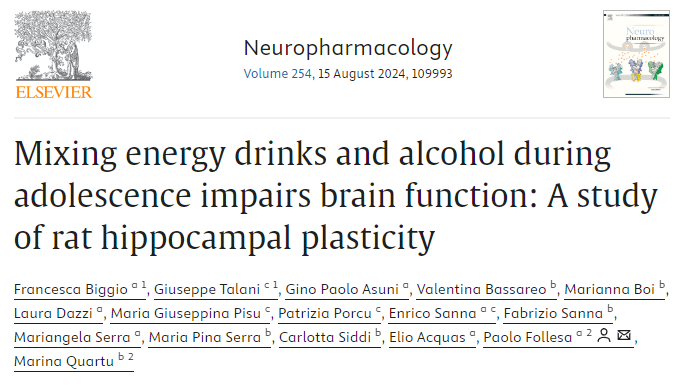 ELSEVIER
Neuropharmacology
Volume 254, 15 August 2024, 109993
Neuro
pharmacology
Mixing energy drinks and alcohol during
adolescence impairs brain function: A study
of rat hippocampal plasticity
Francesca Biggio a 1, Giuseppe Talani c 1, Gino Paolo Asuni a, Valentina Bassareo b, Marianna Boi b,
Laura Dazzi a, Maria Giuseppina Pisu c, Patrizia Porcu c, Enrico Sanna a c, Fabrizio Sanna b,
Mariangela Serra a, Maria Pina Serra b, Carlotta Siddi b, Elio Acquas a, Paolo Follesa a 2,
Marina Quartu b 2